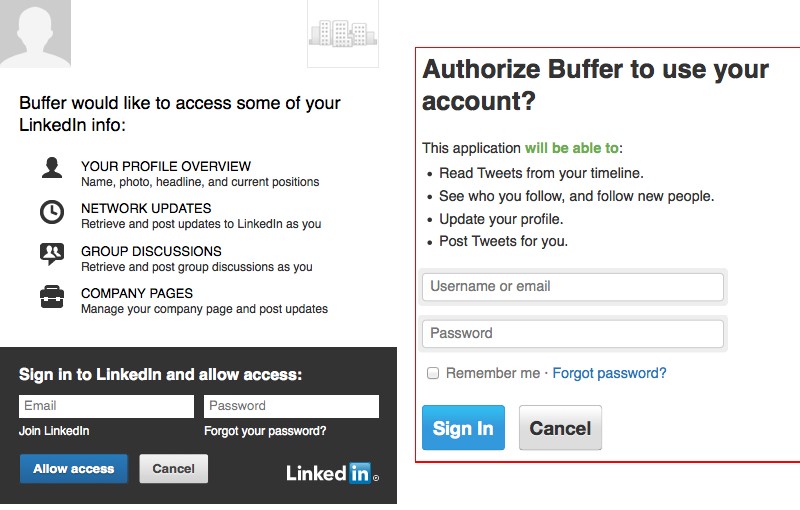 Buffer would like to access some of your
LinkedIn info:
YOUR PROFILE OVERVIEW
Name, photo, headline, and current positions
NETWORK UPDATES
Retrieve and post updates to LinkedIn as you
GROUP DISCUSSIONS
Retrieve and post group discussions as you
COMPANY PAGES
Manage your company page and post updates
Sign in to LinkedIn and allow access:
Email Password
Join LinkedIn Forgot your password?
Allow access Cancel LinkedIn®
Authorize Buffer to use your
account?
This application will be able to:
• Read Tweets from your timeline.
• See who you follow, and follow new people.
• Update your profile.
• Post Tweets for you.
Username or email
Password
Remember me · Forgot password?
Sign In Cancel